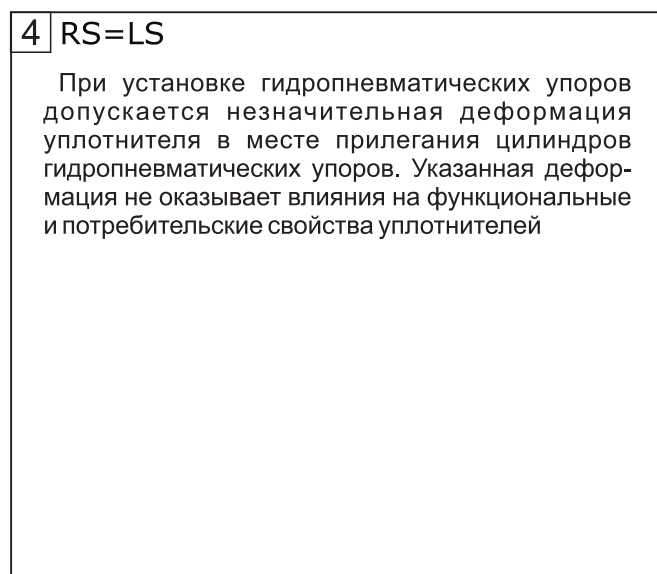 4 RS=LS
При установке гидропневматических упоров
допускается незначительная деформация
уплотнителя в месте прилегания цилиндров
гидропневматических упоров. Указанная дефор-
мация не оказывает влияния на функциональные
и потребительские свойства уплотнителей